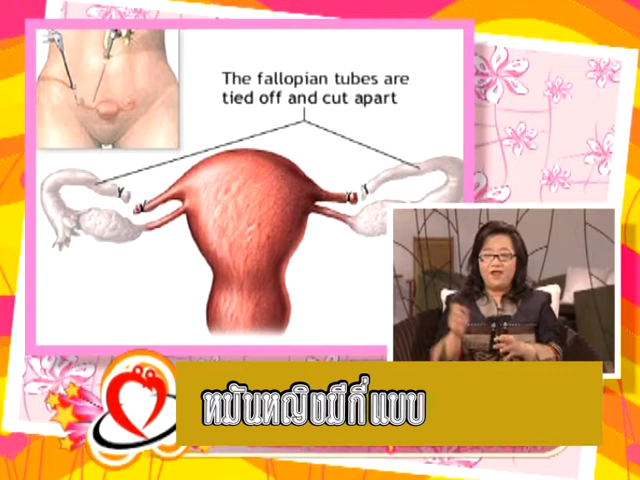 The fallopian tubes are
tied off and cut apart
หมันหญิงมีกี่แบบ